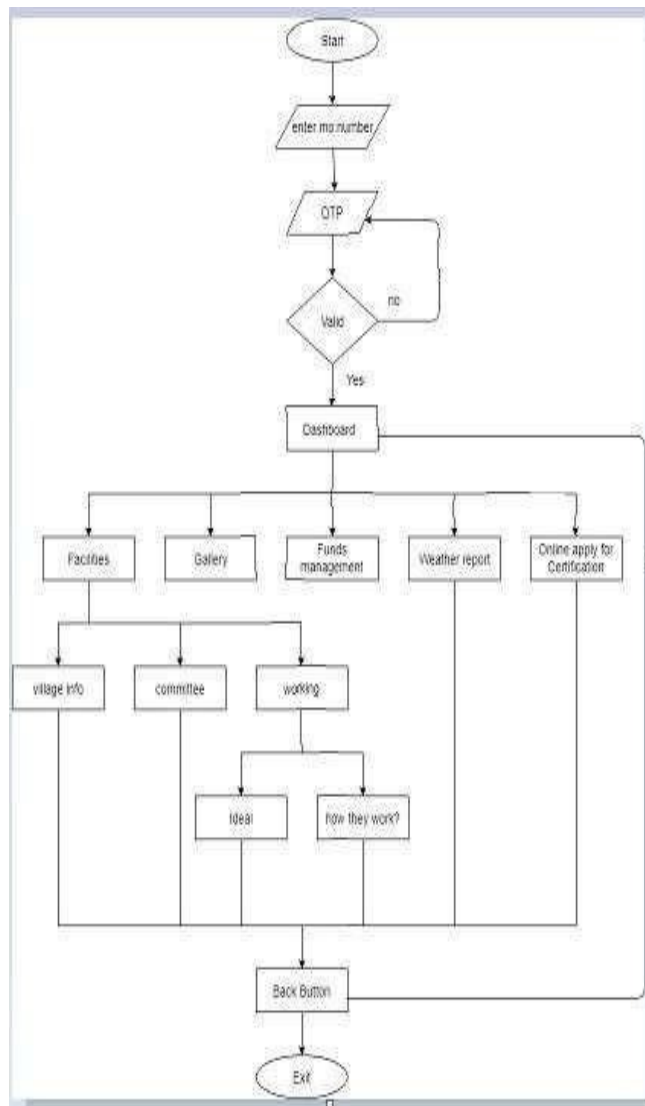 Start
enter mo.number
OTP
no
Valid
Yes
Dashboard
Facilities
Gallery
Funds
management
Weather report
Online apply for
Certification
village info
committee
working
ideal
how they work?
Back Button
Exit